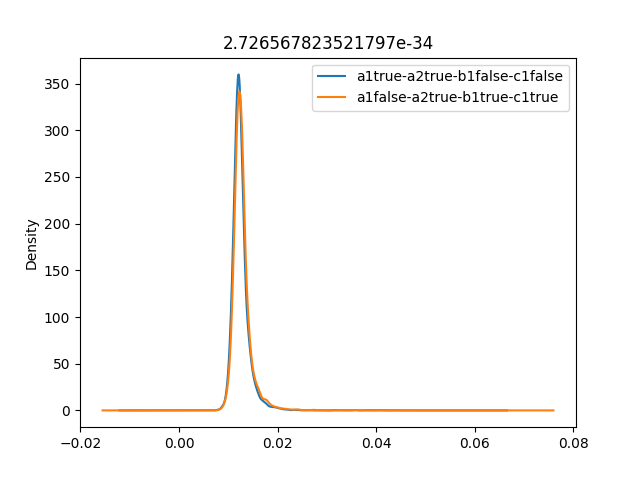 2.726567823521797e-34
a1true-a2true-b1false-c1false
a1false-a2true-b1true-c1true
Density
350
300
250
200
150
100
50
0
−0.02 0.00 0.02 0.04 0.06 0.08